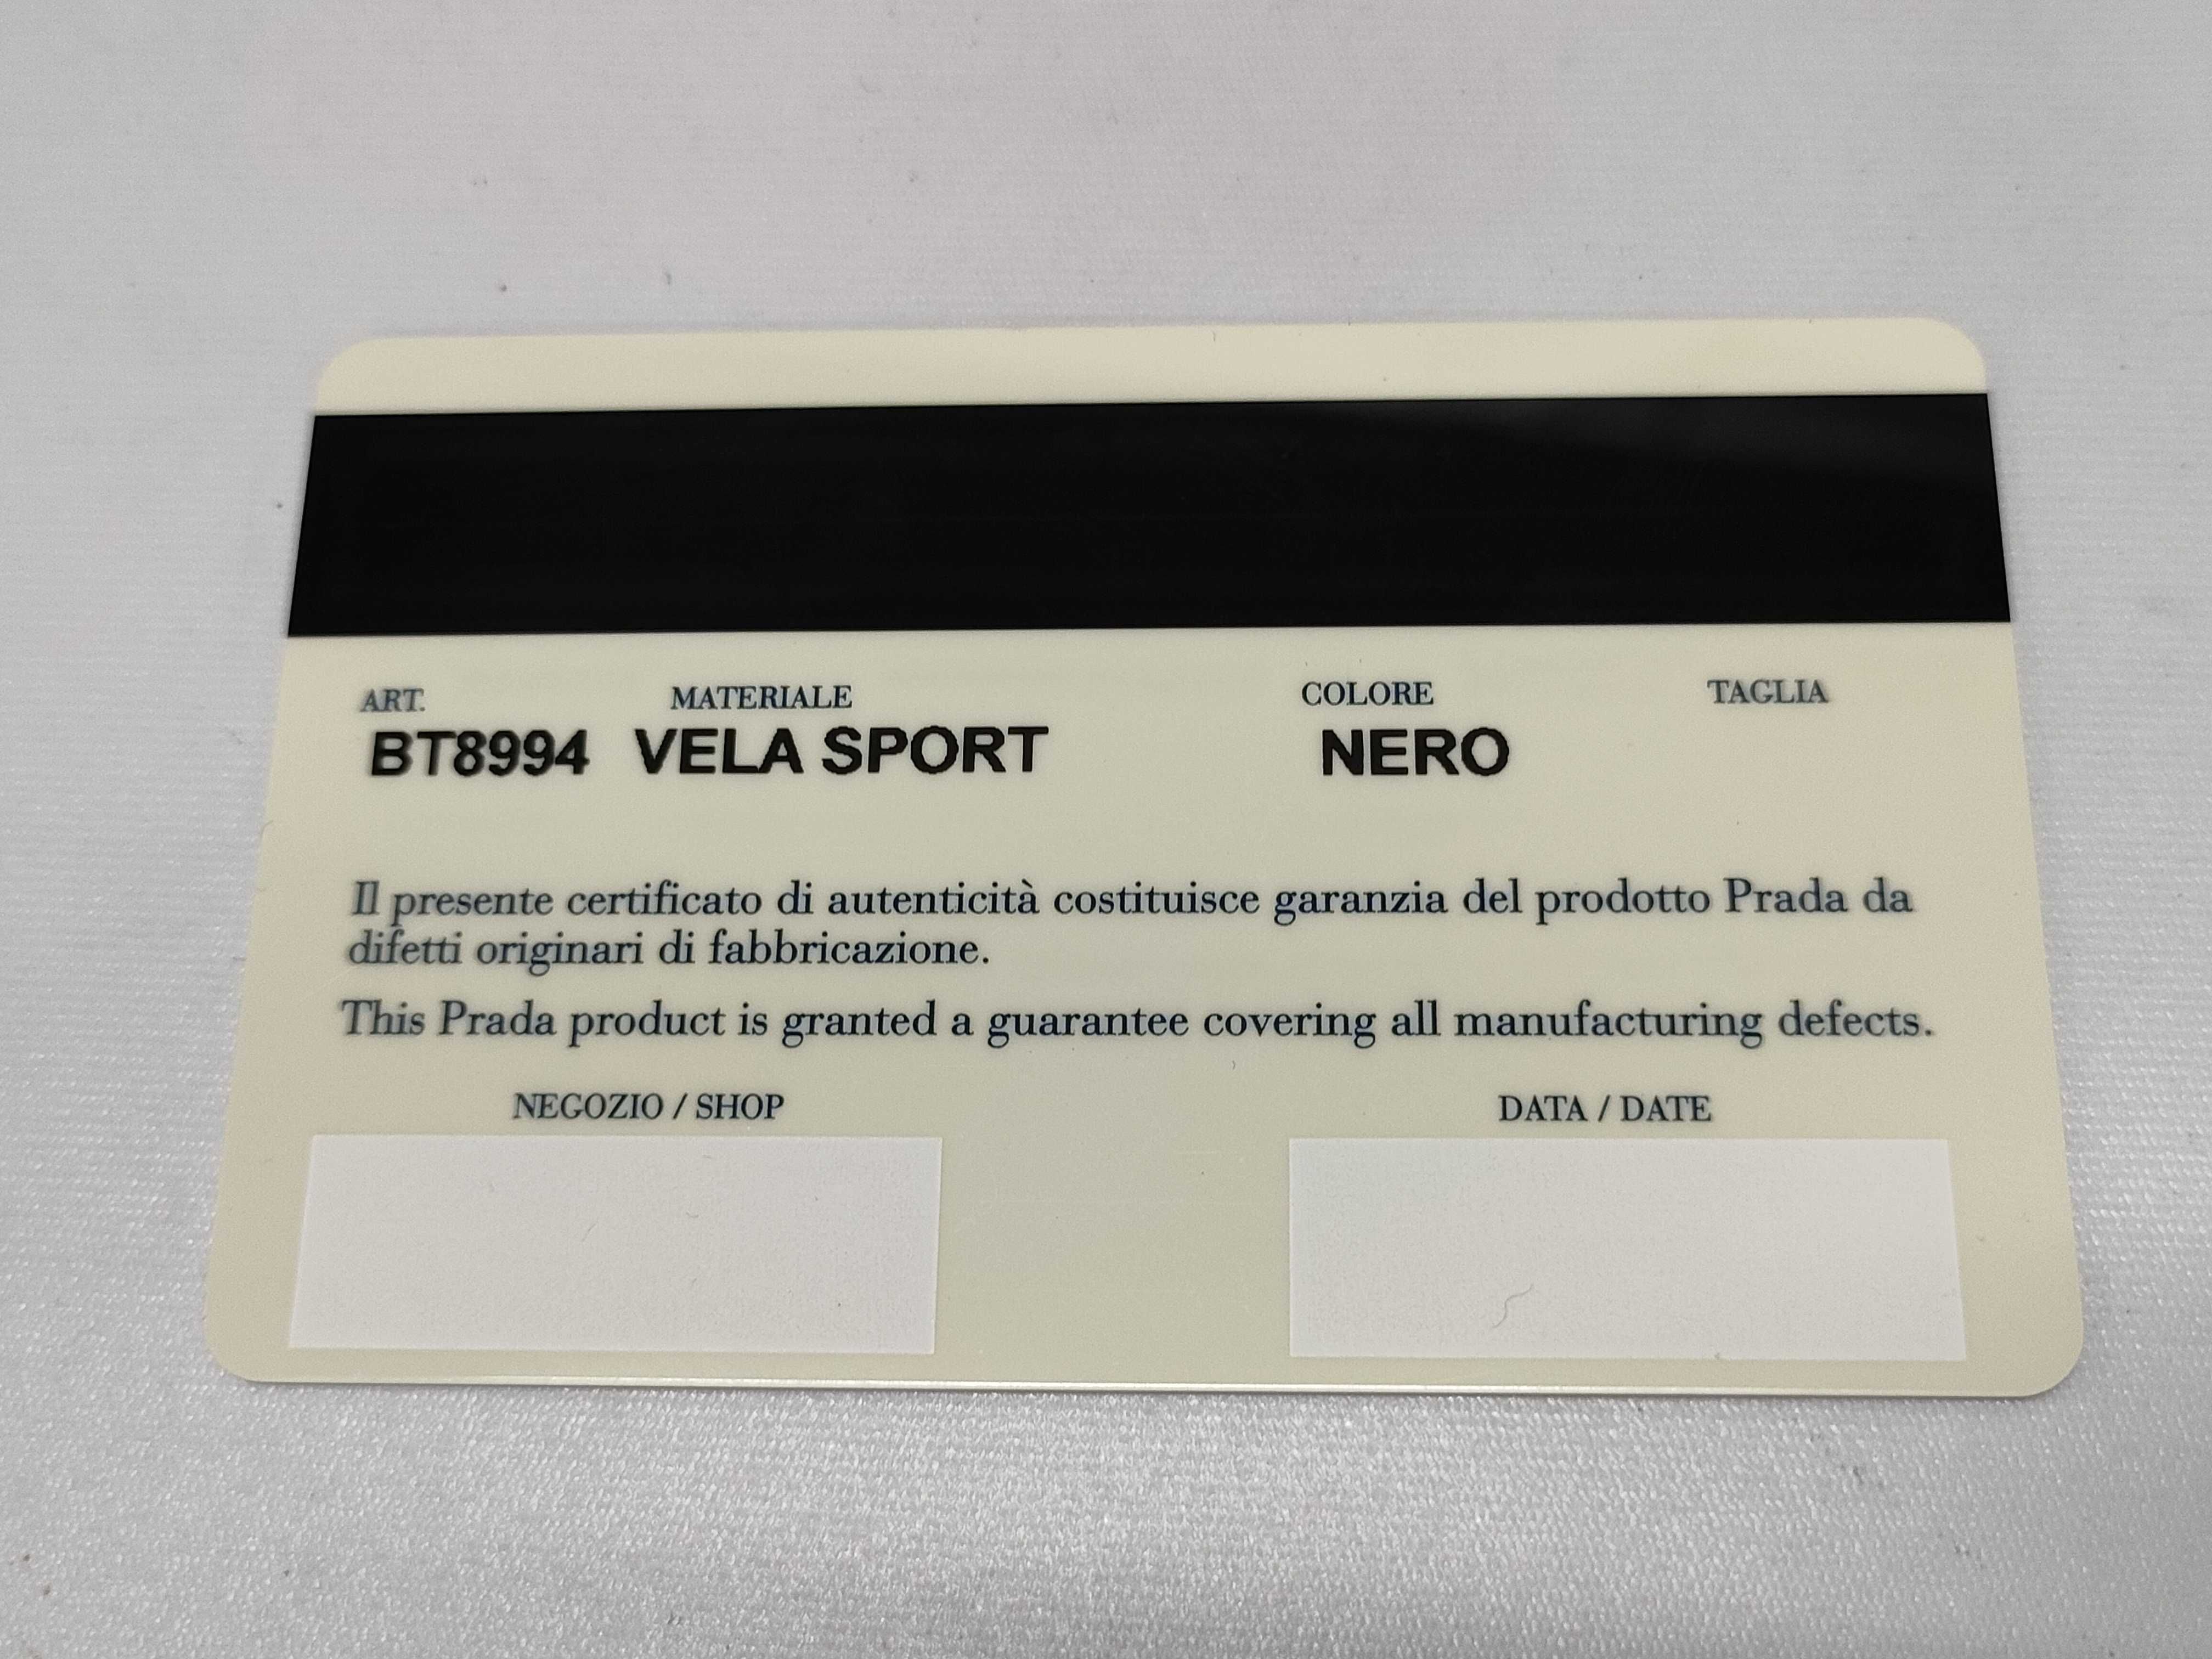 ART. MATERIALE COLORE TAGLIA
BT8994 VELA SPORT NERO
Il presente certificato di autenticità costituisce garanzia del prodotto Prada da
difetti originari di fabbricazione.
This Prada product is granted a guarantee covering all manufacturing defects.
NEGOZIO / SHOP DATA / DATE